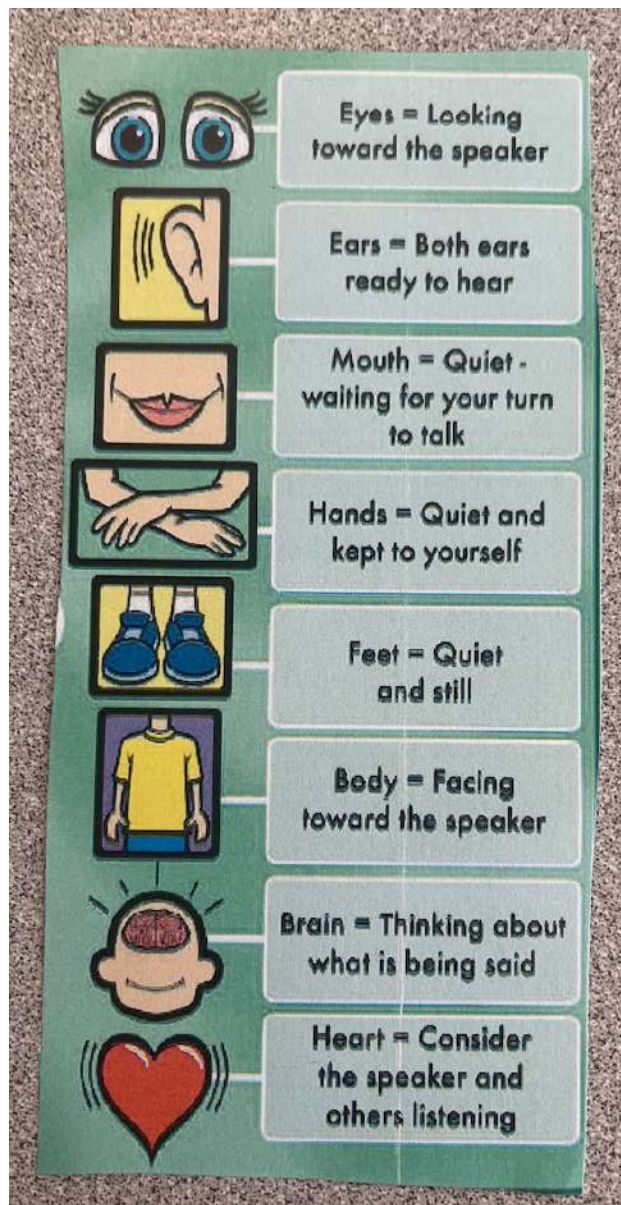 Eyes = Looking
toward the speaker
Ears = Both ears
ready to hear
Mouth = Quiet -
waiting for your turn
to talk
Hands = Quiet and
kept to yourself
Feet = Quiet
and still
Body = Facing
toward the speaker
Brain = Thinking about
what is being said
Heart = Consider
the speaker and
others listening